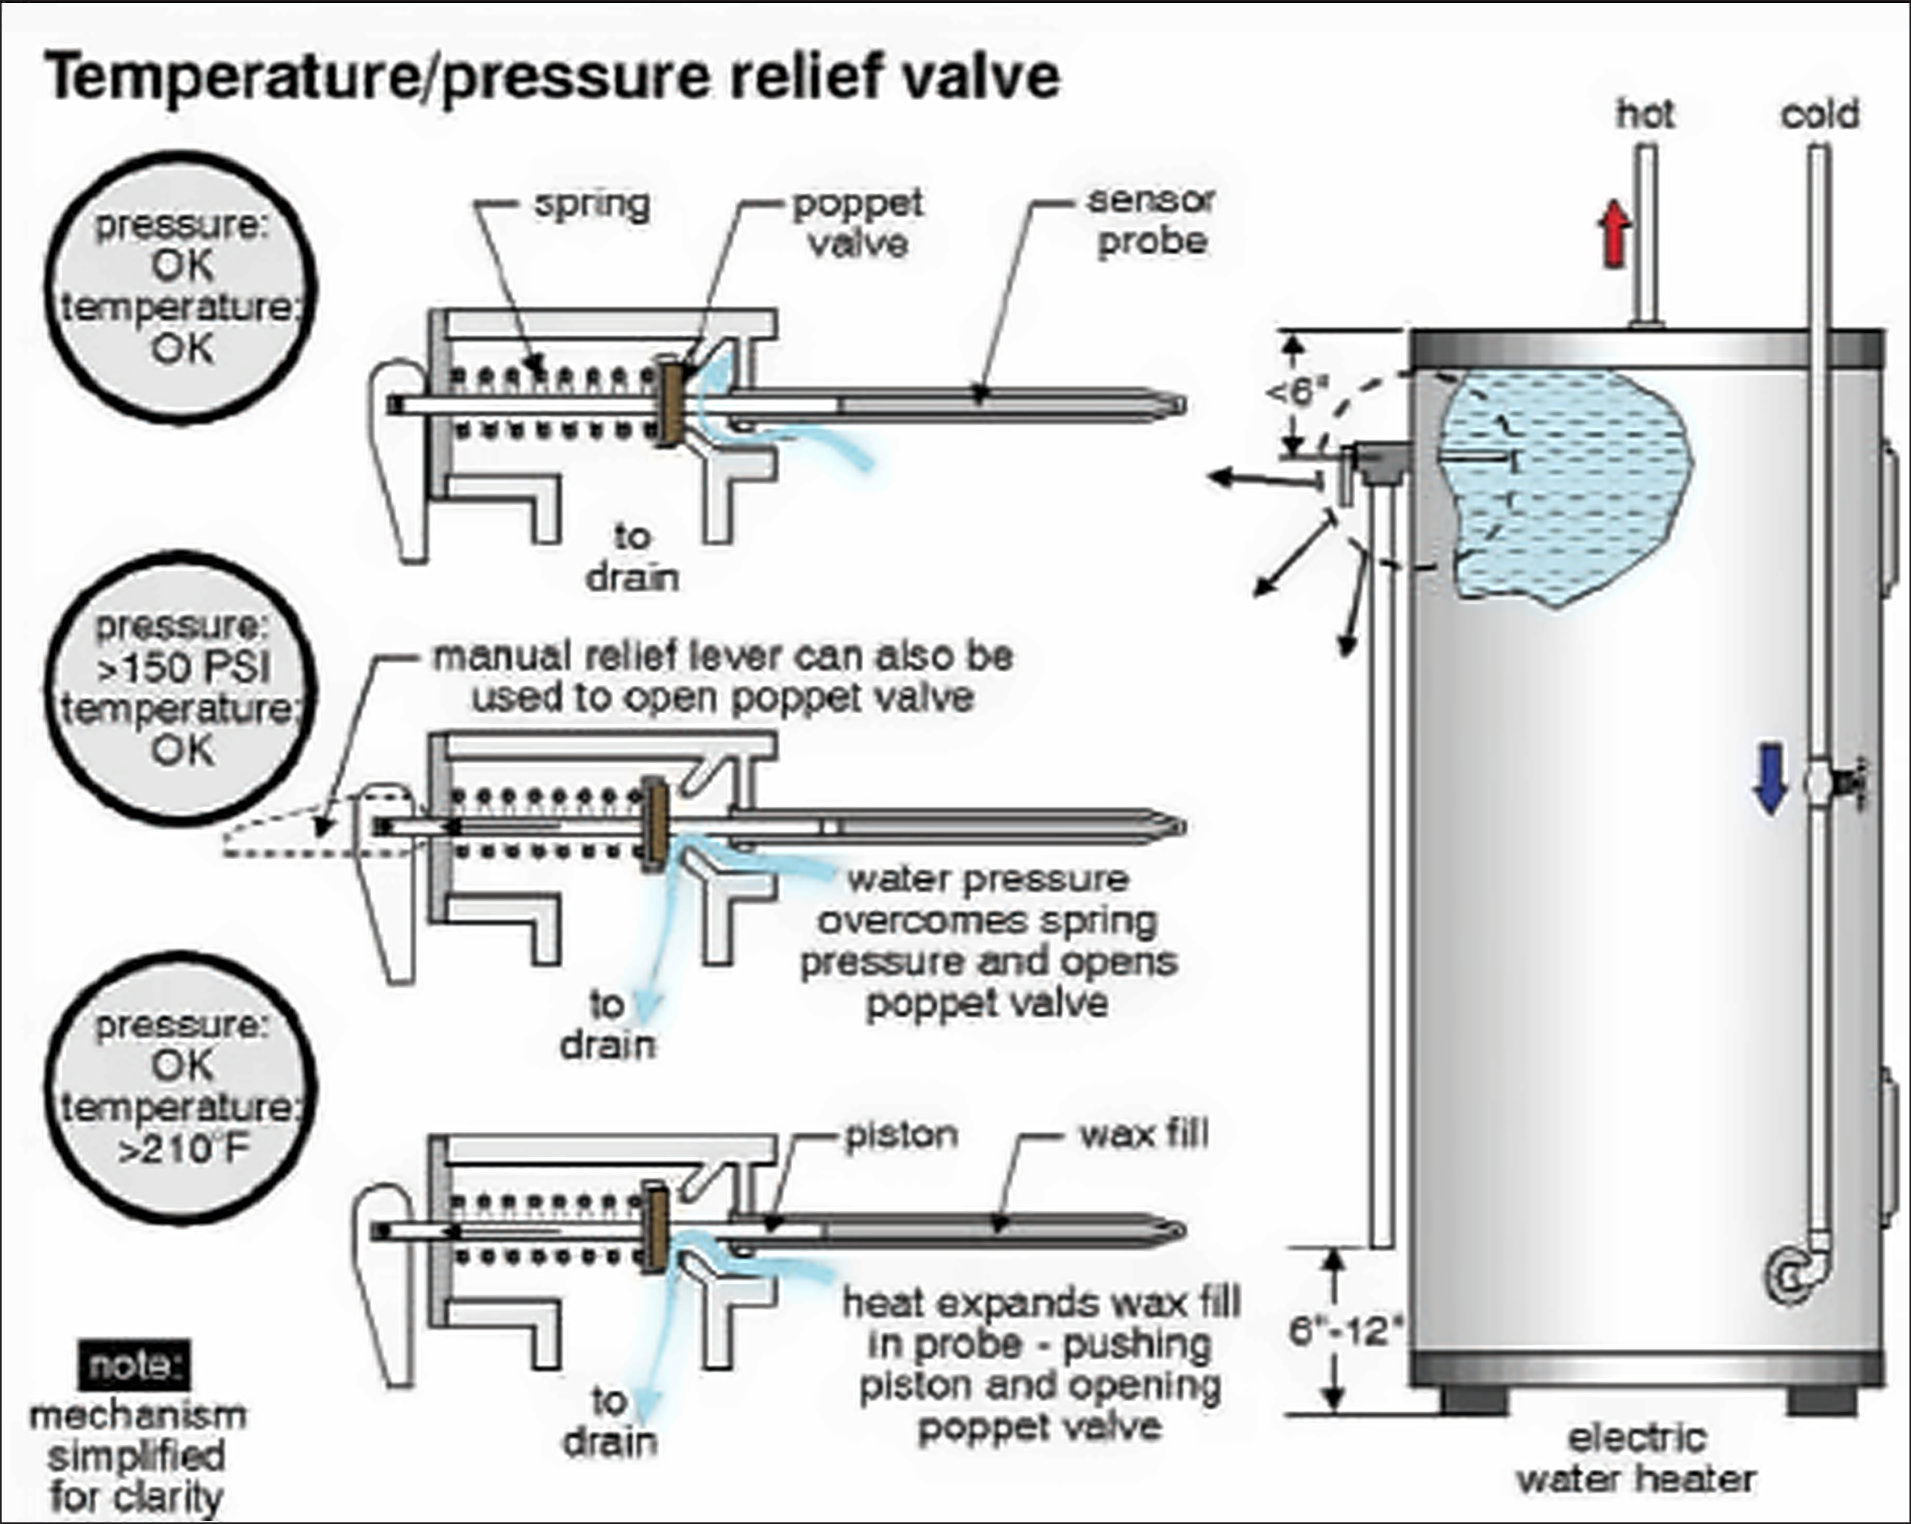 Temperature/pressure relief valve
pressure:
OK
temperature:
OK
spring
poppet
valve
sensor
probe
to
drain
pressure:
>150 PSI
temperature:
OK
manual relief lever can also be
used to open poppet valve
water pressure
overcomes spring
pressure and opens
poppet valve
to
drain
pressure:
OK
temperature:
>210°F
piston
wax fill
heat expands wax fill
in probe - pushing
piston and opening
poppet valve
to
drain
note:
mechanism
simplified
for clarity
hot
cold
<6"
6"-12"
electric
water heater